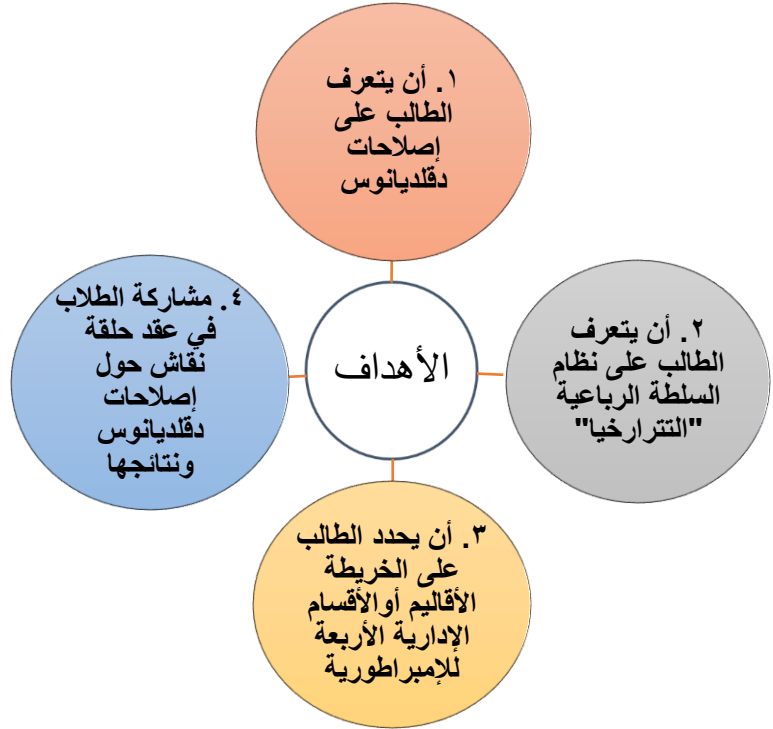 ١. أن يتعرف
الطالب على
إصلاحات
دقلديانوس
الأهداف
٢. أن يتعرف
الطالب على نظام
السلطة الرباعية
"التترارخيا"
٣. أن يحدد الطالب
على الخريطة
الأقاليم أوالأقسام
الإدارية الأربعة
للإمبراطورية
٤. مشاركة الطلاب
في عقد حلقة
نقاش حول
إصلاحات
دقلديانوس
ونتائجها